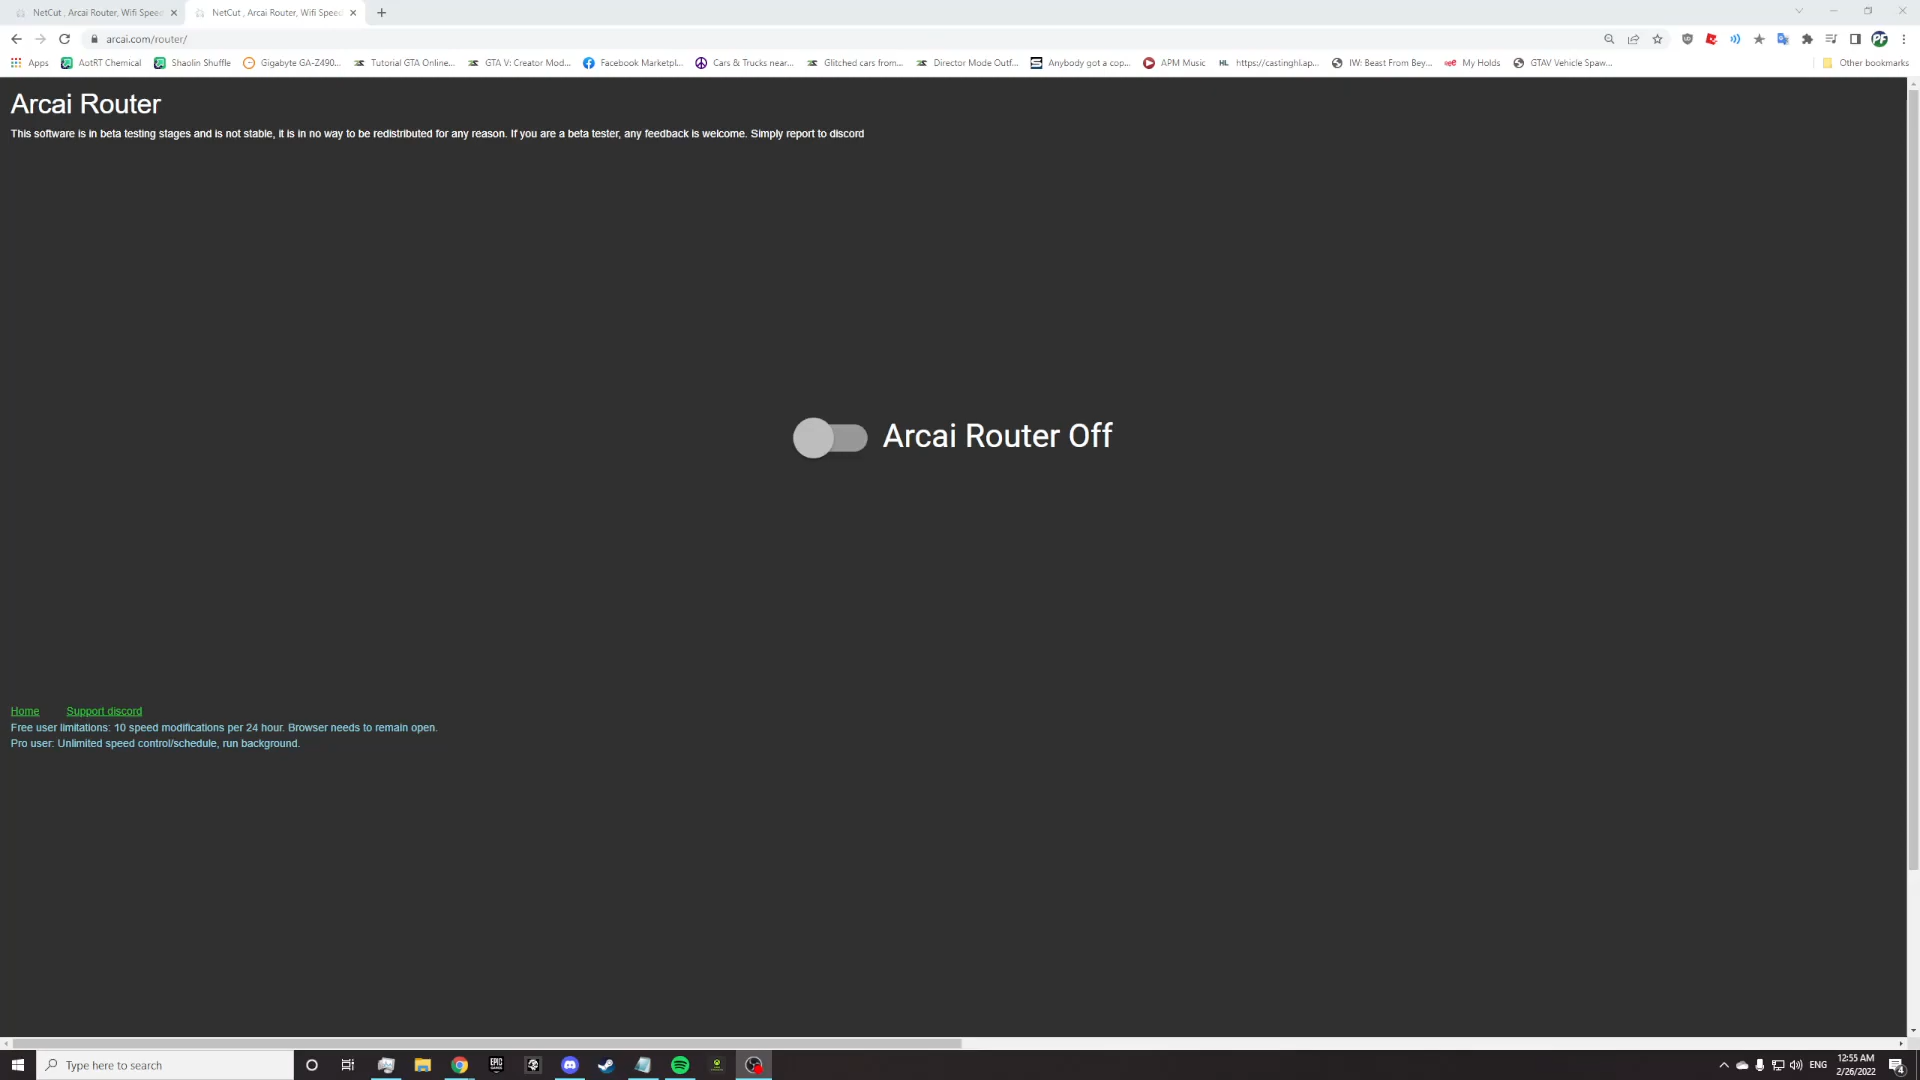 NetCut , Arcai Router, Wifi Speed
NetCut , Arcai Router, Wifi Speed
arcai.com/router/
Apps
AotRT Chemical
Shaolin Shuffle
Gigabyte GA-Z490...
Tutorial GTA Online...
GTA V: Creator Mod...
Facebook Marketpl...
Cars & Trucks near...
Glitched cars from...
Director Mode Outf...
Anybody got a cop...
APM Music
HL
https://castinghl.ap...
IW: Beast From Bey...
My Holds
GTAV Vehicle Spaw...
Other bookmarks
PF
Arcai Router
This software is in beta testing stages and is not stable, it is in no way to be redistributed for any reason. If you are a beta tester, any feedback is welcome. Simply report to discord
Arcai Router Off
Home
Support discord
Free user limitations: 10 speed modifications per 24 hour. Browser needs to remain open.
Pro user: Unlimited speed control/schedule, run background.
Type here to search
EPIC
GAMES
ENG
12:55 AM
2/26/2022
4